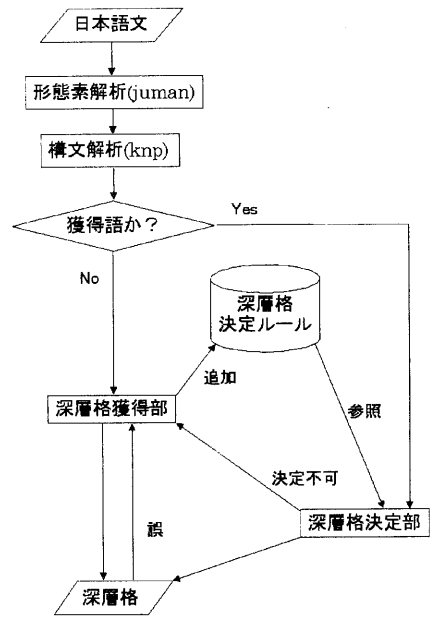 日本語文
形態素解析(juman)
構文解析(knp)
獲得語か？
Yes
No
深層格
決定ルール
追加
深層格獲得部
参照
決定不可
深層格決定部
誤
深層格